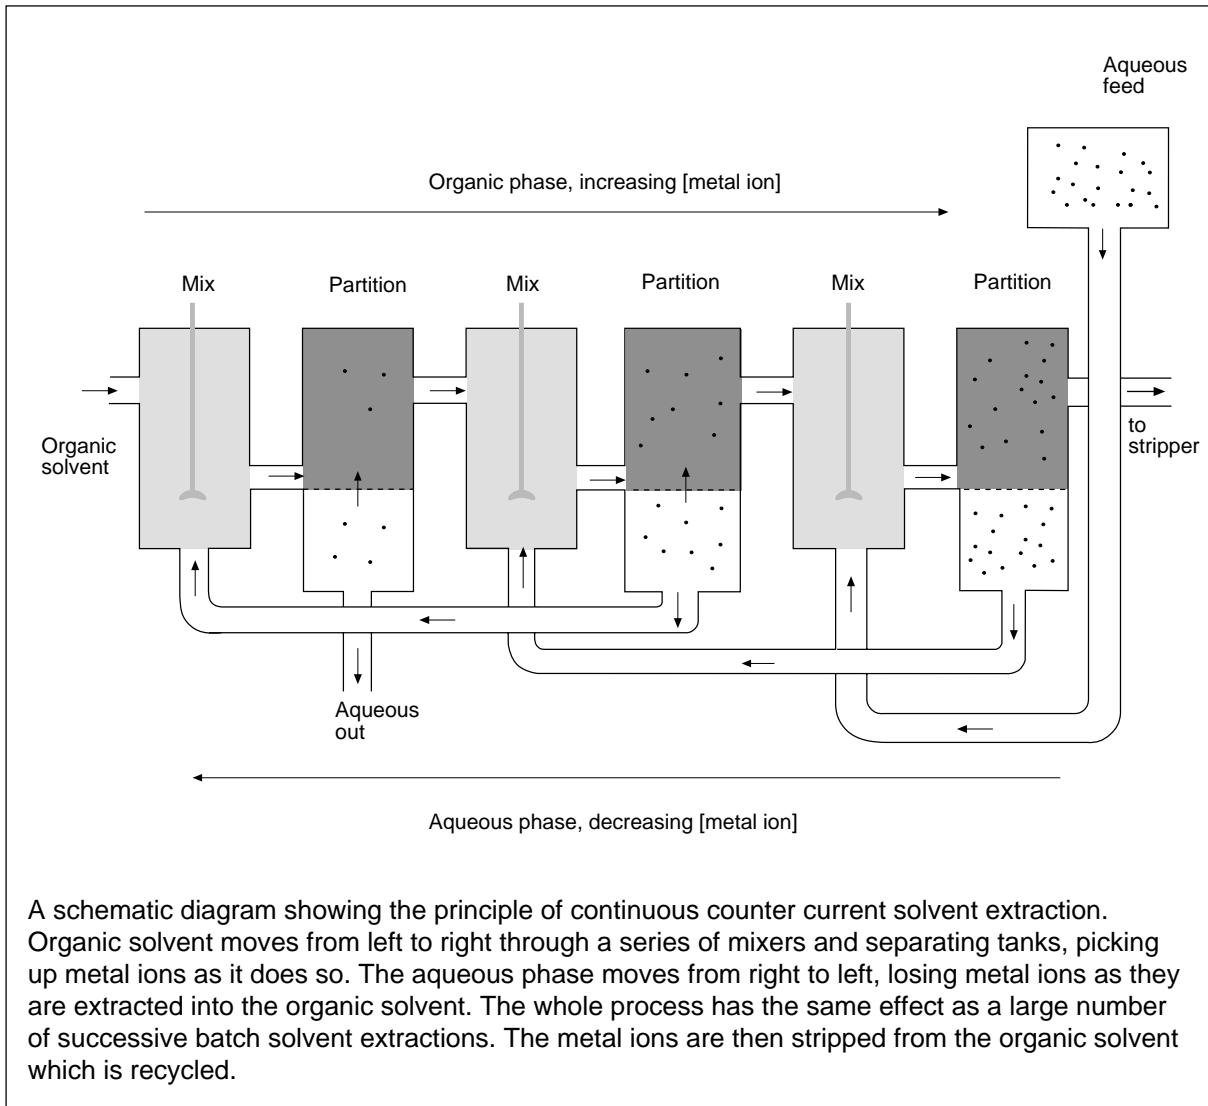 Aqueous
feed
Organic phase, increasing [metal ion]
Mix
Partition
Mix
Partition
Mix
Partition
Organic
solvent
to
stripper
Aqueous
out
Aqueous phase, decreasing [metal ion]
A schematic diagram showing the principle of continuous counter current solvent extraction.
Organic solvent moves from left to right through a series of mixers and separating tanks, picking
up metal ions as it does so. The aqueous phase moves from right to left, losing metal ions as they
are extracted into the organic solvent. The whole process has the same effect as a large number
of successive batch solvent extractions. The metal ions are then stripped from the organic solvent
which is recycled.